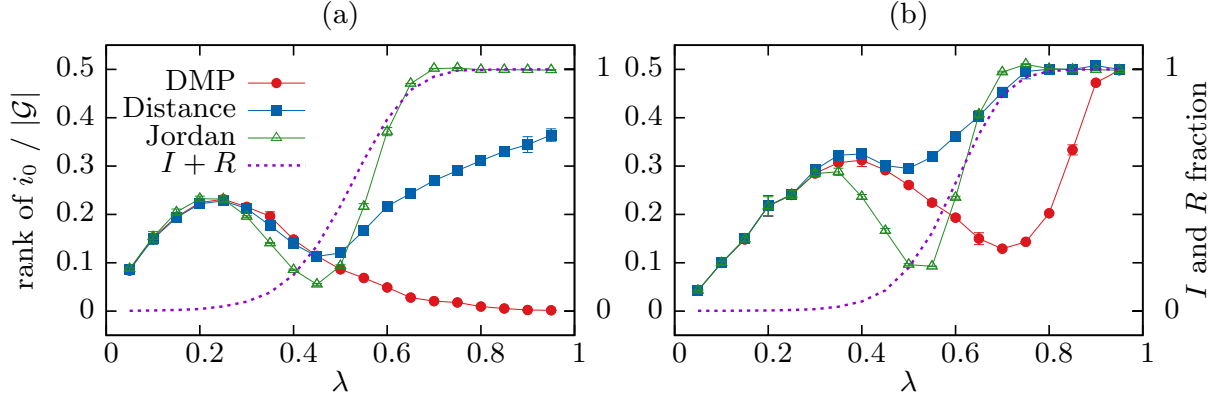 (a)
(b)
rank of i₀ / |𝒢|
0.5
0.4
0.3
0.2
0.1
0
DMP
Distance
Jordan
I + R
1
0
0 0.2 0.4 0.6 0.8 1
λ
0.5
0.4
0.3
0.2
0.1
0
1
0
I and R fraction
0 0.2 0.4 0.6 0.8 1
λ